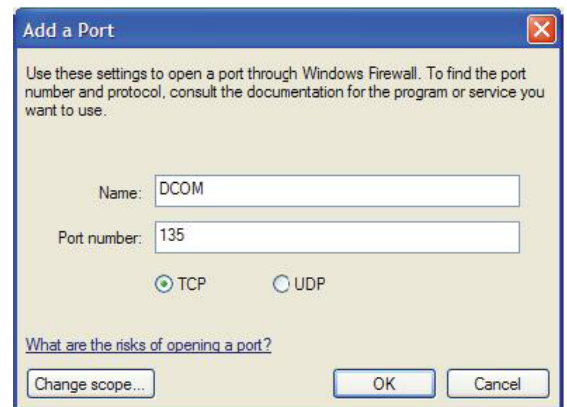 Add a Port
Use these settings to open a port through Windows Firewall. To find the port
number and protocol, consult the documentation for the program or service you
want to use.
Name: DCOM
Port number: 135
TCP UDP
What are the risks of opening a port?
Change scope... OK Cancel